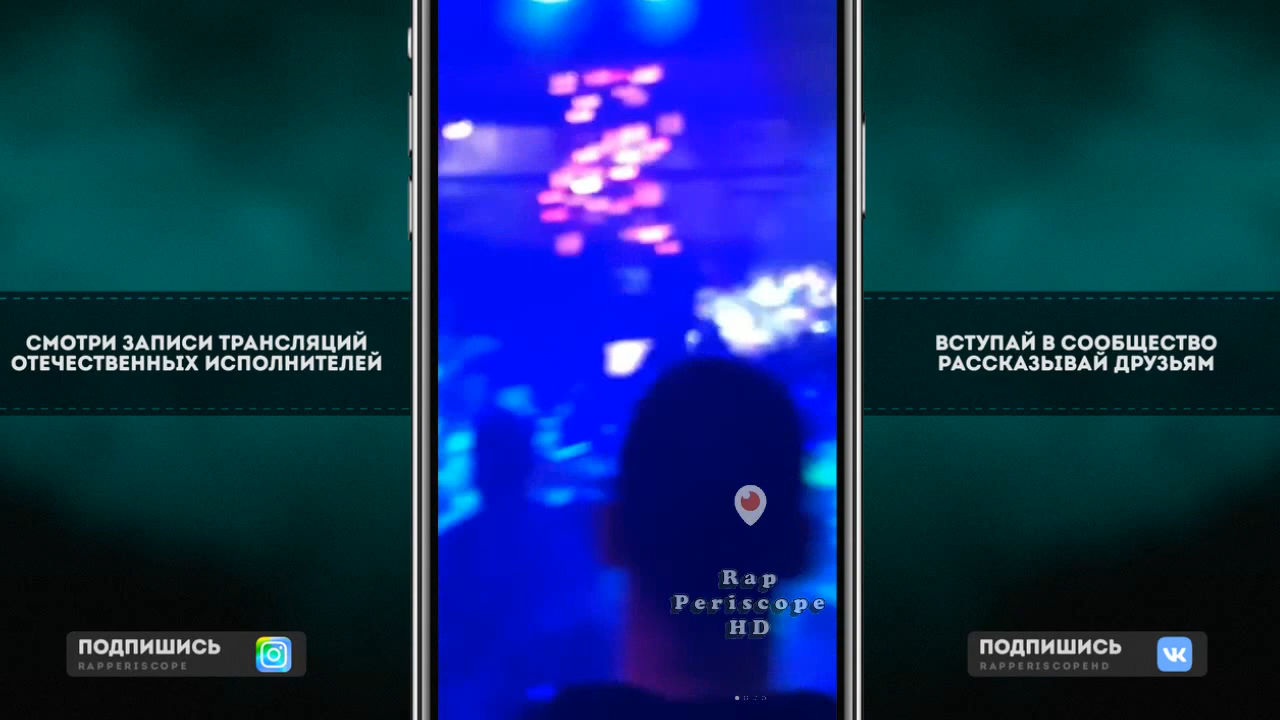 СМОТРИ ЗАПИСИ ТРАНСЛЯЦИЙ
ОТЕЧЕСТВЕННЫХ ИСПОЛНИТЕЛЕЙ
ВСТУПАЙ В СООБЩЕСТВО
РАССКАЗЫВАЙ ДРУЗЬЯМ
Rap
Periscope
HD
ПОДПИШИСЬ
RAPPERISCOPE
ПОДПИШИСЬ
RAPPERISCOPEHD